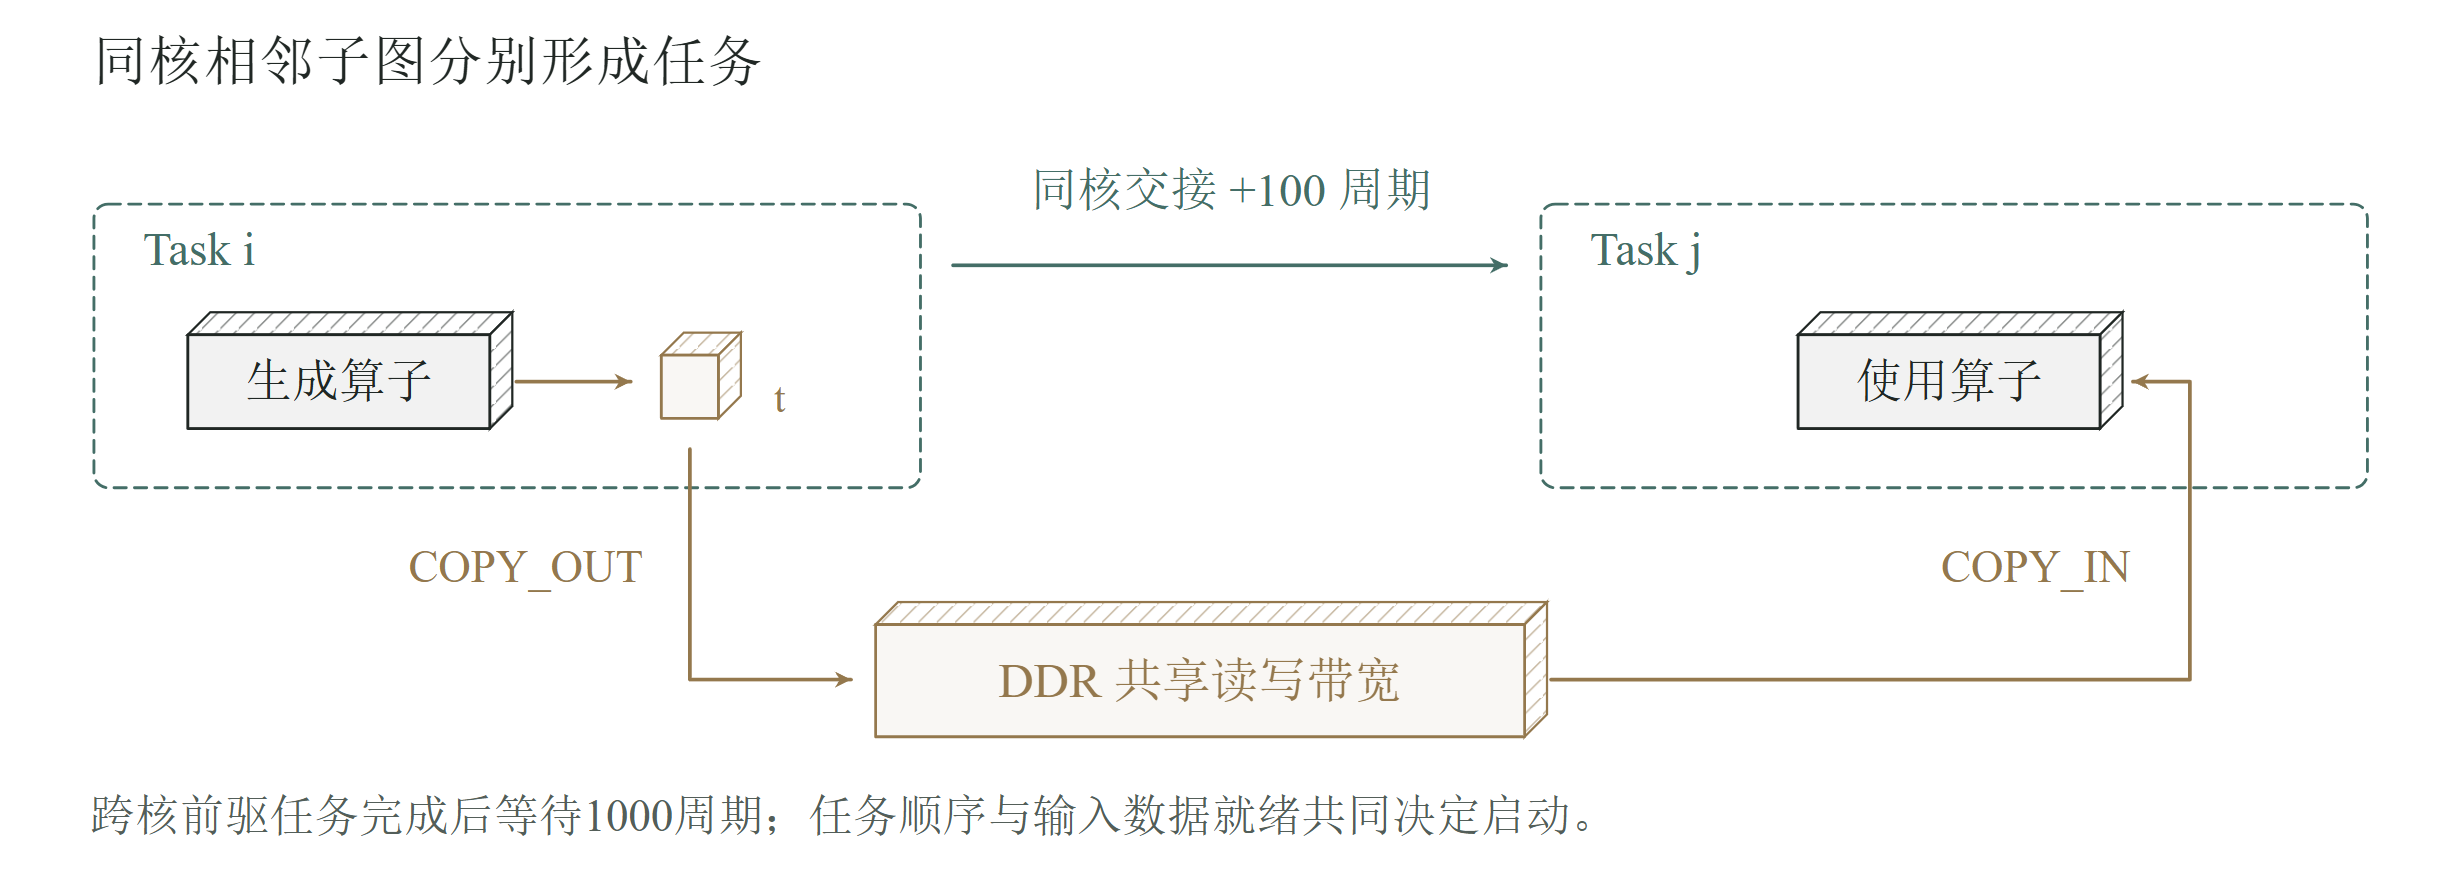 同核相邻子图分别形成任务
同核交接 +100 周期
Task i
Task j
生成算子
t
使用算子
COPY_OUT
COPY_IN
DDR 共享读写带宽
跨核前驱任务完成后等待1000周期；任务顺序与输入数据就绪共同决定启动。